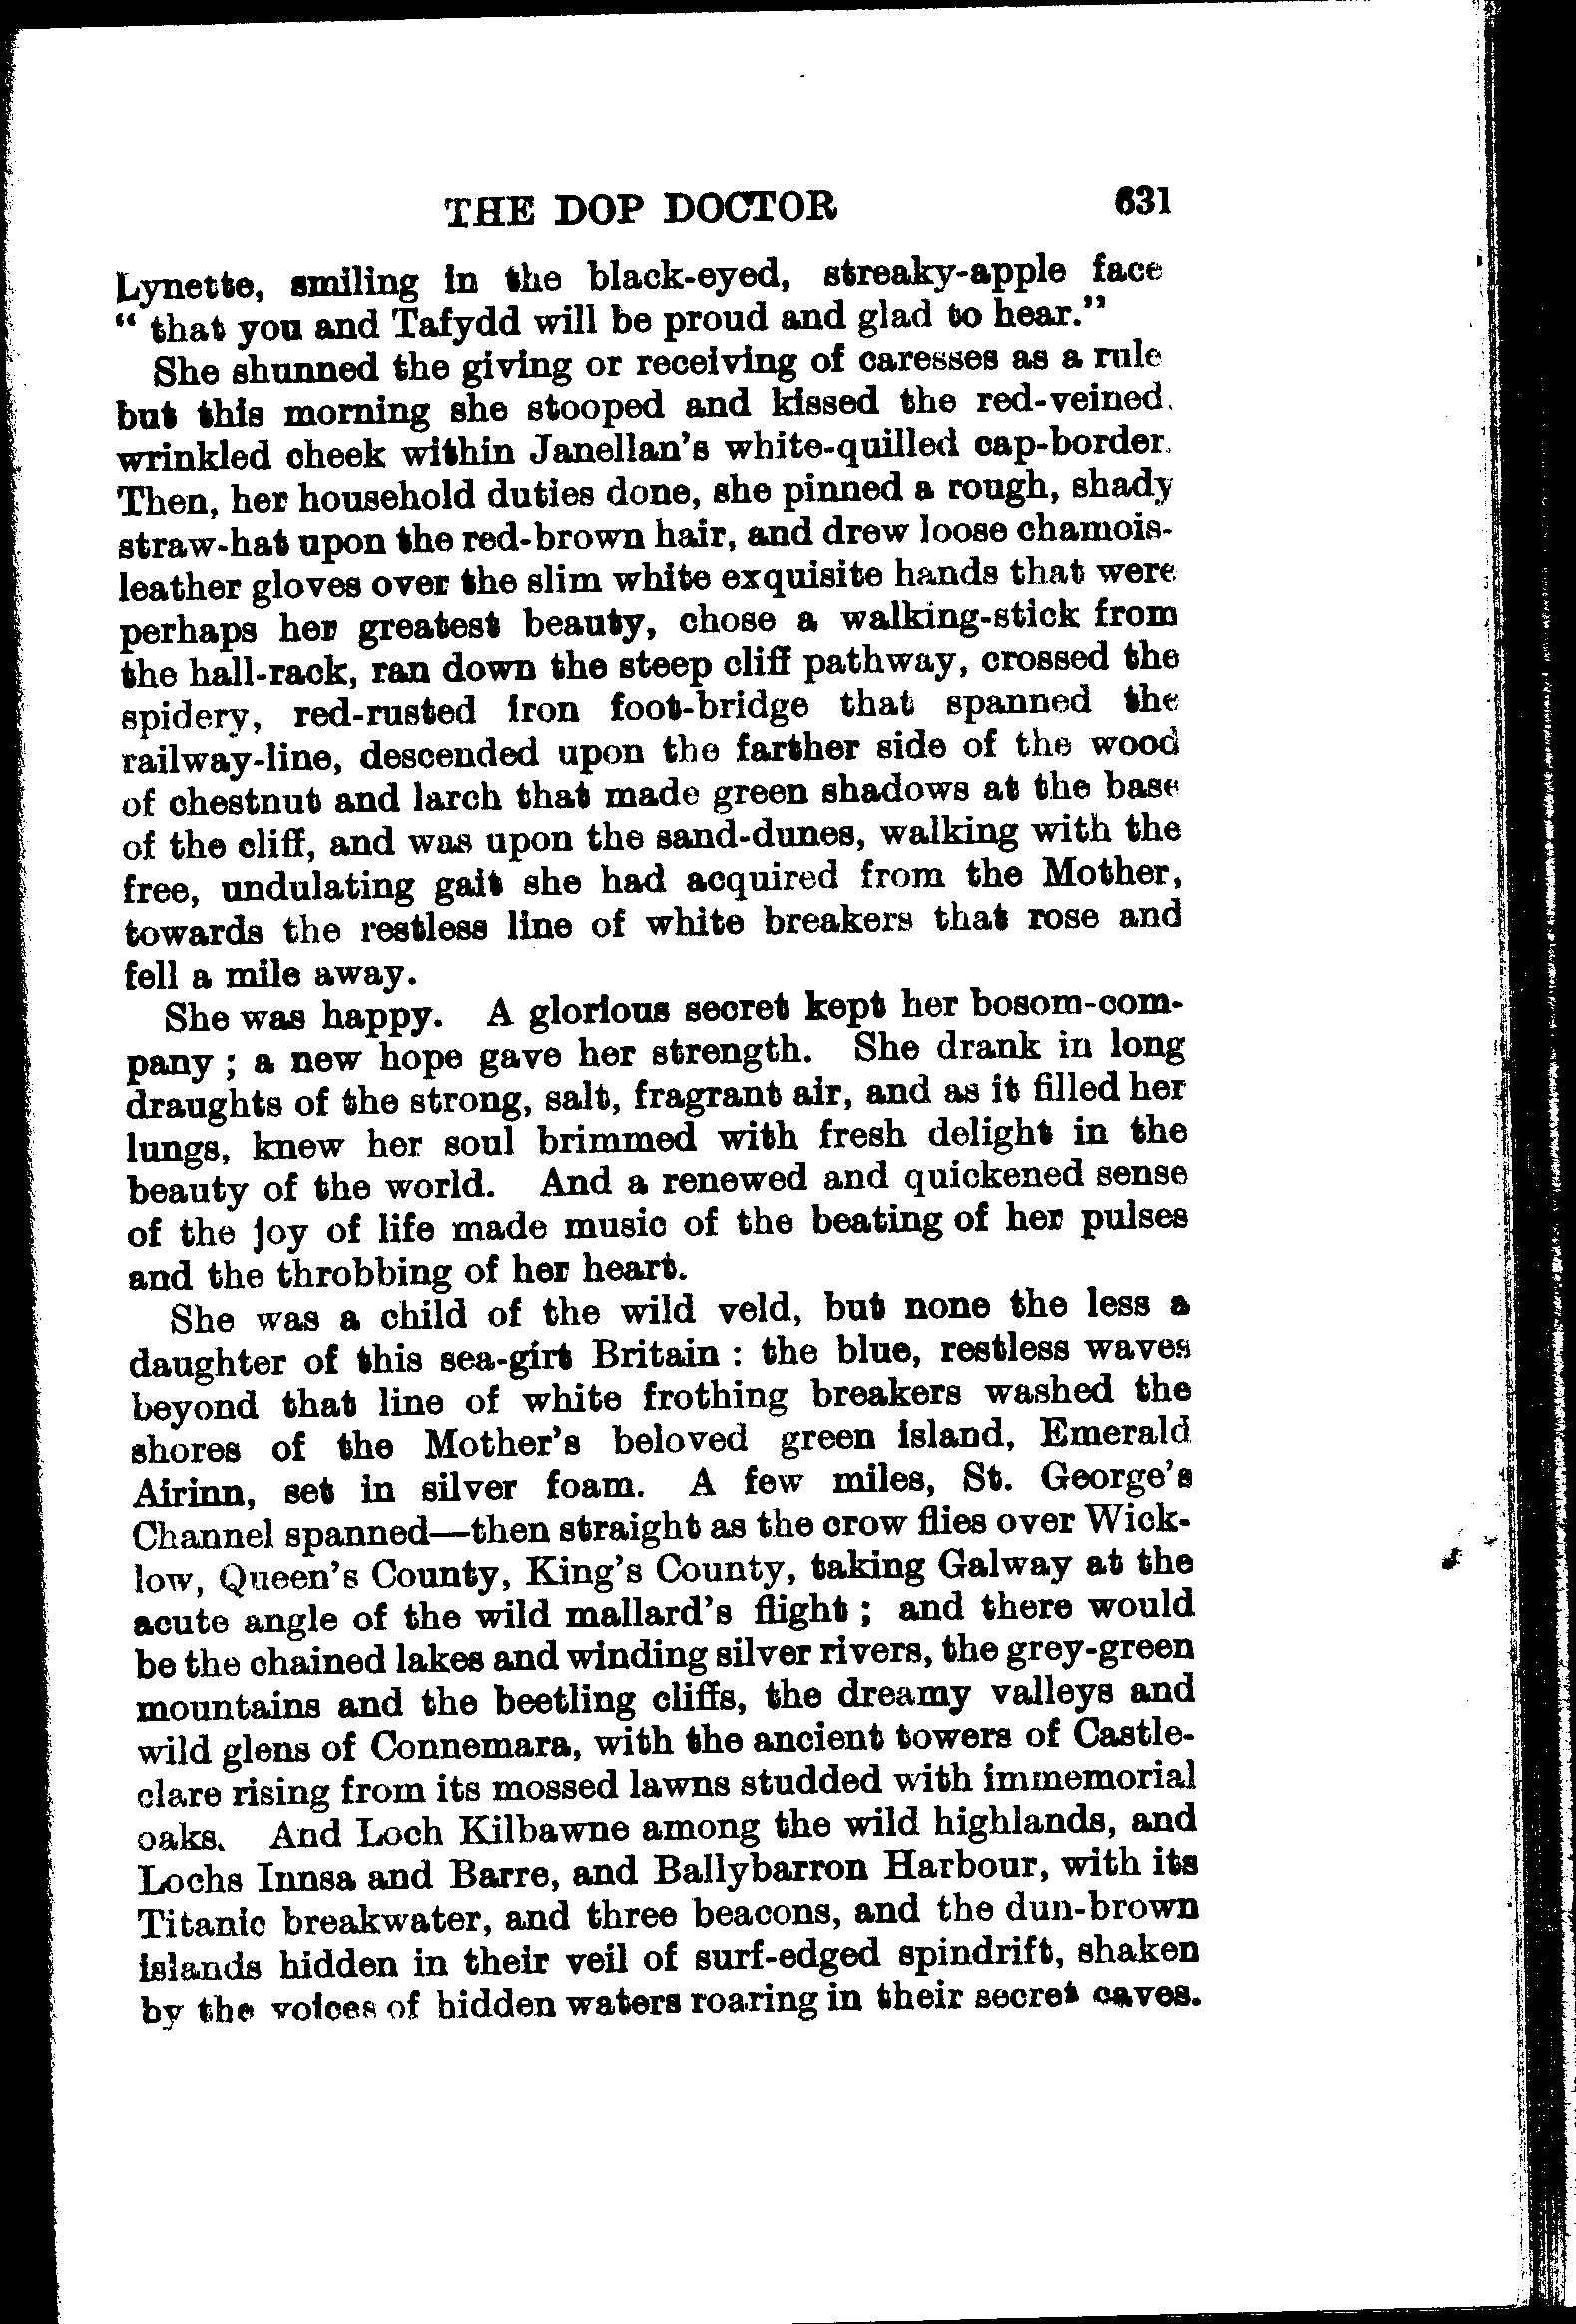 THE DOP DOCTOR 631
Lynette, smiling in the black-eyed, streaky-apple face
“ that you and Tafydd will be proud and glad to hear.”
She shunned the giving or receiving of caresses as a rule
but this morning she stooped and kissed the red-veined,
wrinkled cheek within Janellan’s white-quilled cap-border.
Then, her household duties done, she pinned a rough, shady
straw-hat upon the red-brown hair, and drew loose chamois-
leather gloves over the slim white exquisite hands that were
perhaps her greatest beauty, chose a walking-stick from
the hall-rack, ran down the steep cliff pathway, crossed the
spidery, red-rusted iron foot-bridge that spanned the
railway-line, descended upon the farther side of the wood
of chestnut and larch that made green shadows at the base
of the cliff, and was upon the sand-dunes, walking with the
free, undulating gait she had acquired from the Mother,
towards the restless line of white breakers that rose and
fell a mile away.
She was happy. A glorious secret kept her bosom-com-
pany ; a new hope gave her strength. She drank in long
draughts of the strong, salt, fragrant air, and as it filled her
lungs, knew her soul brimmed with fresh delight in the
beauty of the world. And a renewed and quickened sense
of the joy of life made music of the beating of her pulses
and the throbbing of her heart.
She was a child of the wild veld, but none the less a
daughter of this sea-girt Britain : the blue, restless waves
beyond that line of white frothing breakers washed the
shores of the Mother’s beloved green island, Emerald
Airinn, set in silver foam. A few miles, St. George’s
Channel spanned—then straight as the crow flies over Wick-
low, Queen’s County, King’s County, taking Galway at the
acute angle of the wild mallard’s flight ; and there would
be the chained lakes and winding silver rivers, the grey-green
mountains and the beetling cliffs, the dreamy valleys and
wild glens of Connemara, with the ancient towers of Castle-
clare rising from its mossed lawns studded with immemorial
oaks. And Loch Kilbawne among the wild highlands, and
Lochs Innsa and Barre, and Ballybarron Harbour, with its
Titanic breakwater, and three beacons, and the dun-brown
islands hidden in their veil of surf-edged spindrift, shaken
by the voices of hidden waters roaring in their secret caves.